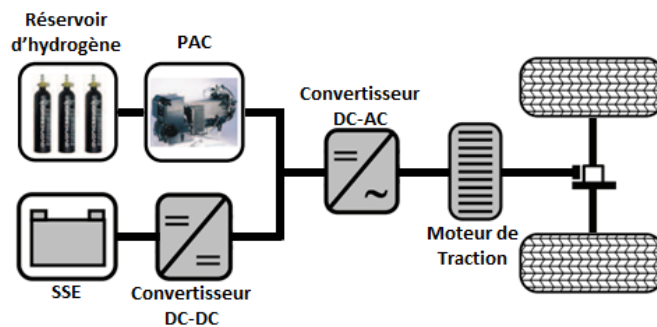 Réservoir
d'hydrogène
PAC
Convertisseur
DC-AC
Moteur de
Traction
SSE
Convertisseur
DC-DC